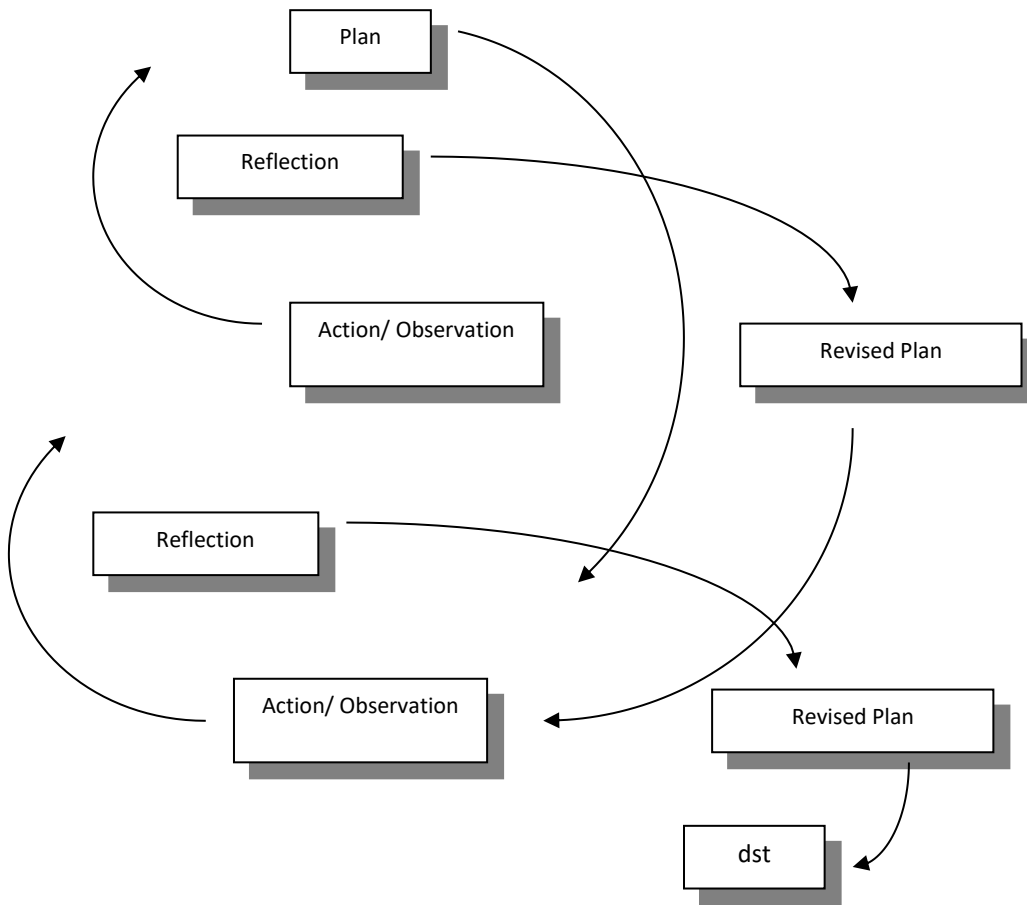 Plan
Reflection
Action/ Observation
Revised Plan
Reflection
Action/ Observation
Revised Plan
dst